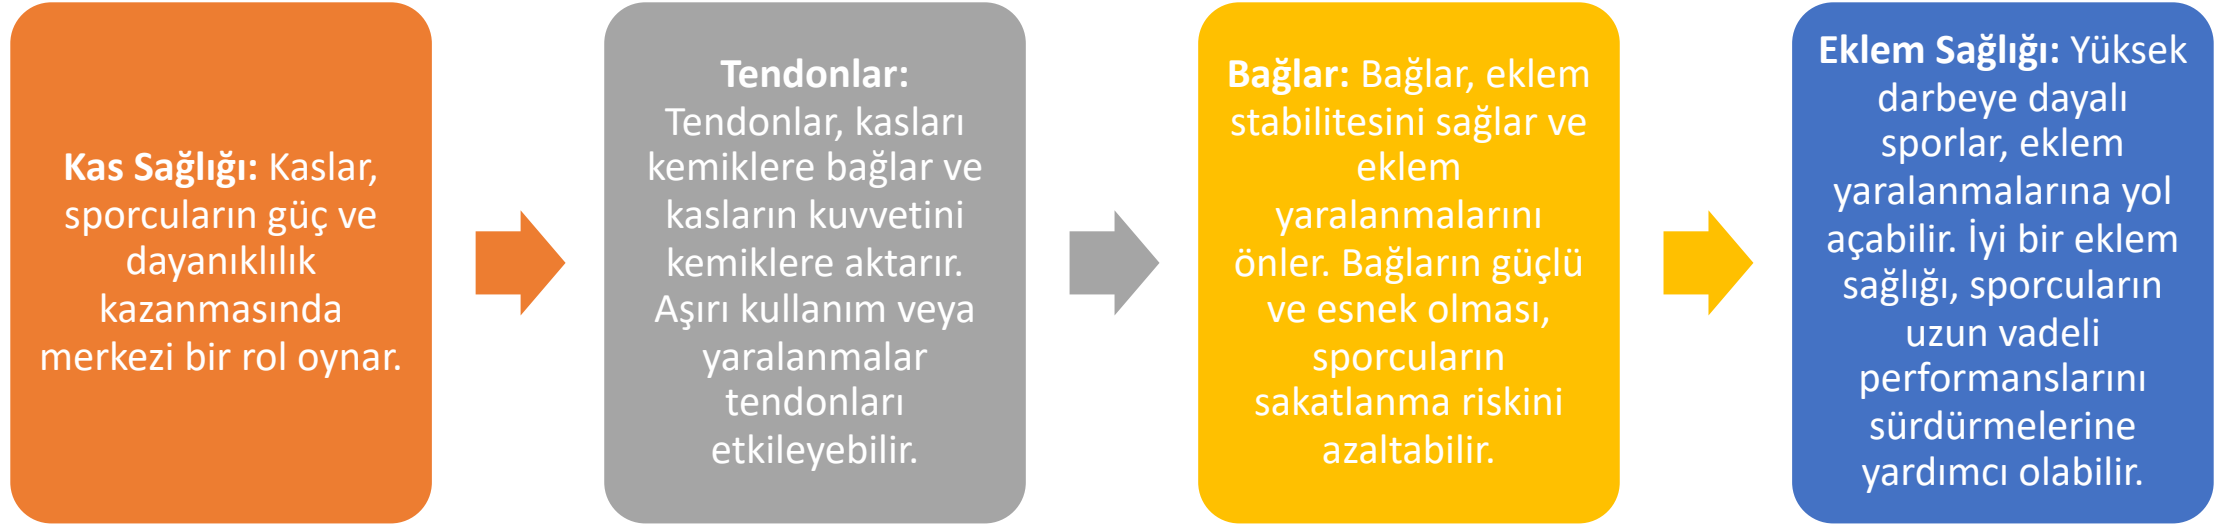 Kas Sağlığı: Kaslar,
sporcuların güç ve
dayanıklılık
kazanmasında
merkezi bir rol oynar.
Tendonlar:
Tendonlar, kasları
kemiklere bağlar ve
kasların kuvvetini
kemiklere aktarır.
Aşırı kullanım veya
yaralanmalar
tendonları
etkileyebilir.
Bağlar: Bağlar, eklem
stabilitesini sağlar ve
eklem
yaralanmalarını
önler. Bağların güçlü
ve esnek olması,
sporcuların
sakatlanma riskini
azaltabilir.
Eklem Sağlığı: Yüksek
darbeye dayalı
sporlar, eklem
yaralanmalarına yol
açabilir. İyi bir eklem
sağlığı, sporcuların
uzun vadeli
performanslarını
sürdürmelerine
yardımcı olabilir.